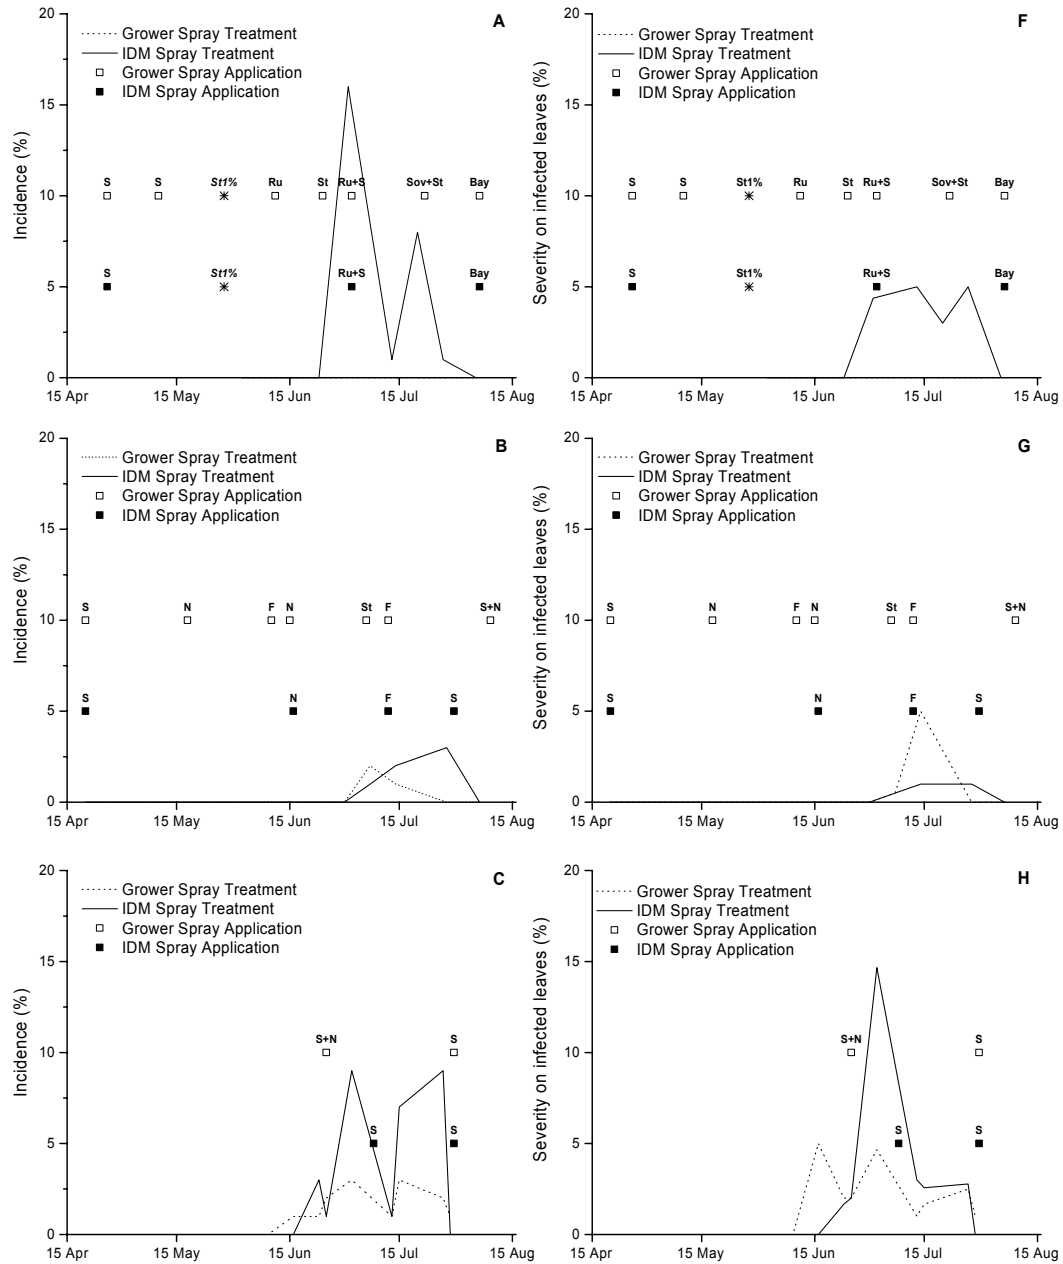 A
Incidence (%)
20
15
10
5
0
Grower Spray Treatment
IDM Spray Treatment
Grower Spray Application
IDM Spray Application
S S St1% Ru St Ru+S Sov+St Bay
S St1% Ru+S Bay
15 Apr 15 May 15 Jun 15 Jul 15 Aug
F
Severity on infected leaves (%)
20
15
10
5
0
Grower Spray Treatment
IDM Spray Treatment
Grower Spray Application
IDM Spray Application
S S St1% Ru St Ru+S Sov+St Bay
S St1% Ru+S Bay
15 Apr 15 May 15 Jun 15 Jul 15 Aug
B
Incidence (%)
20
15
10
5
0
Grower Spray Treatment
IDM Spray Treatment
Grower Spray Application
IDM Spray Application
S N F N St F S+N
S N F S
15 Apr 15 May 15 Jun 15 Jul 15 Aug
G
Severity on infected leaves (%)
20
15
10
5
0
Grower Spray Treatment
IDM Spray Treatment
Grower Spray Application
IDM Spray Application
S N F N St F S+N
S N F S
15 Apr 15 May 15 Jun 15 Jul 15 Aug
C
Incidence (%)
20
15
10
5
0
Grower Spray Treatment
IDM Spray Treatment
Grower Spray Application
IDM Spray Application
S+N S
S S
15 Apr 15 May 15 Jun 15 Jul 15 Aug
H
Severity on infected leaves (%)
20
15
10
5
0
Grower Spray Treatment
IDM Spray Treatment
Grower Spray Application
IDM Spray Application
S+N S
S S
15 Apr 15 May 15 Jun 15 Jul 15 Aug